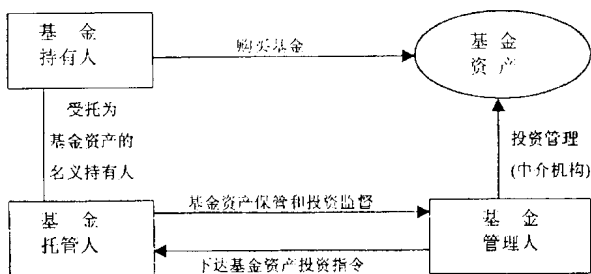 基 金
持有人
购买基金
基 金
资 产
受托为
基金资产的
名义持有人
投资管理
(中介机构)
基 金
托管人
基金资产保管和投资监督
基 金
管理人
下达基金资产投资指令